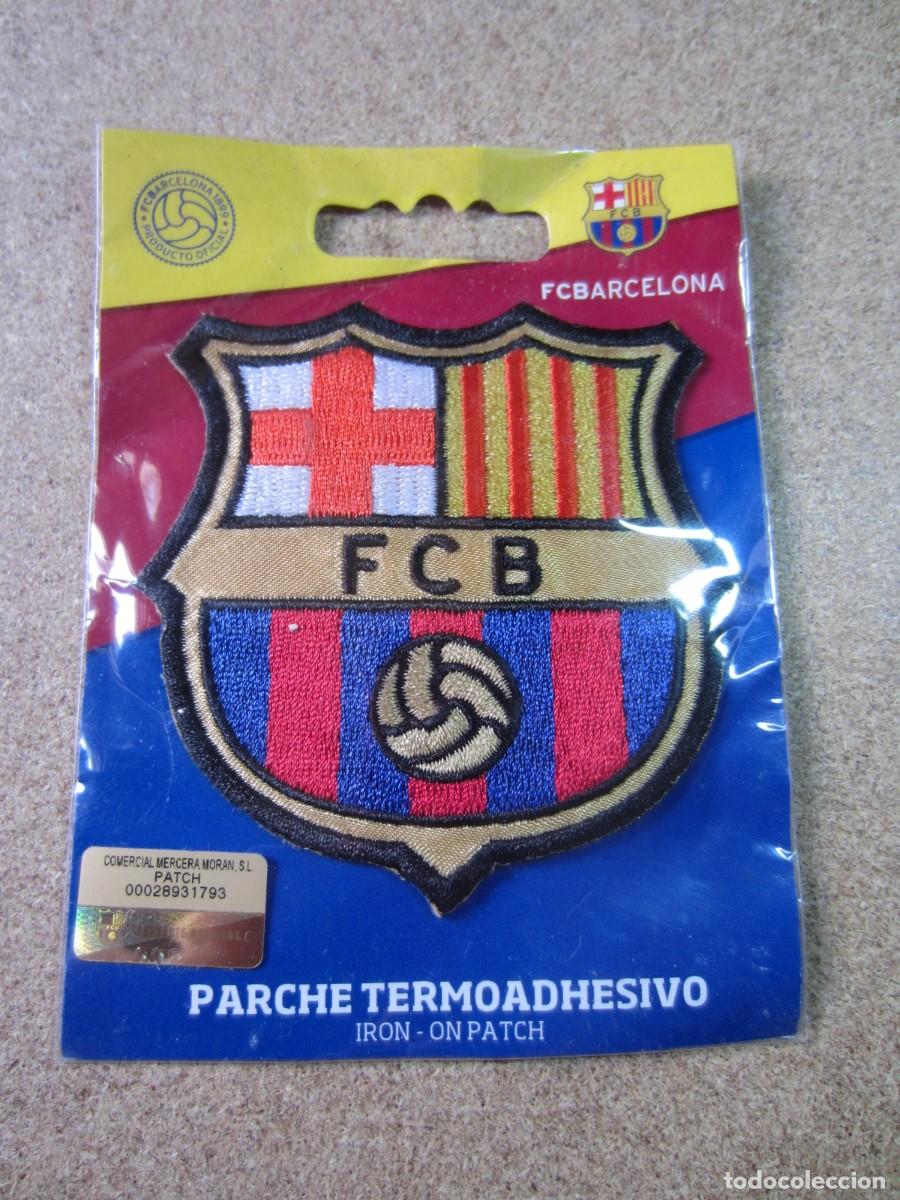 FCBARCELONA 1899
PRODUCTO OFICIAL
FCB
FCBARCELONA
FCB
COMERCIAL MERCERA MORAN, S.L.
PATCH
00028931793
PARCHE TERMOADHESIVO
IRON - ON PATCH
todocoleccion